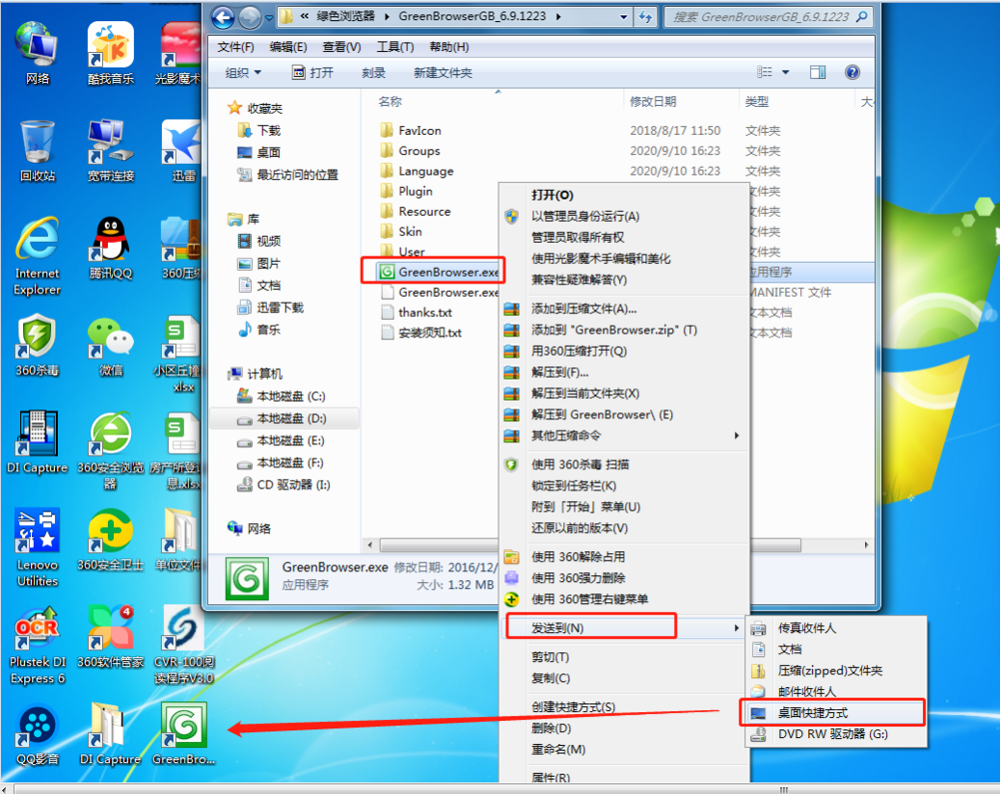 网络
酷我音乐
光影魔术
回收站
宽带连接
迅雷
Internet
Explorer
腾讯QQ
360压缩
360杀毒
微信
小区丘幢
xlsx
DI Capture
360安全浏览
器
房产所登
息.xlsx
Lenovo
Utilities
360安全卫士
单位文件
OCR
4
Plustek DI
Express 6
360软件管家
CVR-100阅
读程序V3.0
QQ影音
DI Capture
GreenBro...
« 绿色浏览器 GreenBrowserGB_6.9.1223
搜索 GreenBrowserGB_6.9.1223
文件(F) 编辑(E) 查看(V) 工具(T) 帮助(H)
组织 打开 刻录 新建文件夹
收藏夹
下载
桌面
最近访问的位置
库
视频
图片
文档
迅雷下载
音乐
计算机
本地磁盘 (C:)
本地磁盘 (D:)
本地磁盘 (E:)
本地磁盘 (F:)
CD 驱动器 (I:)
网络
名称 修改日期 类型 大
FavIcon 2018/8/17 11:50 文件夹
Groups 2020/9/10 16:23 文件夹
Language 2020/9/10 16:23 文件夹
Plugin 文件夹
Resource 文件夹
Skin 文件夹
User 文件夹
GreenBrowser.exe 应用程序
GreenBrowser.exe MANIFEST 文件
thanks.txt 文本文档
安装须知.txt 文本文档
GreenBrowser.exe 修改日期: 2016/12/
应用程序 大小: 1.32 MB
打开(O)
以管理员身份运行(A)
管理员取得所有权
使用光影魔术手编辑和美化
兼容性疑难解答(Y)
添加到压缩文件(A)...
添加到 "GreenBrowser.zip" (T)
用360压缩打开(Q)
解压到(F)...
解压到当前文件夹(X)
解压到 GreenBrowser\ (E)
其他压缩命令
使用 360杀毒 扫描
锁定到任务栏(K)
附到「开始」菜单(U)
还原以前的版本(V)
使用 360解除占用
使用 360强力删除
使用 360管理右键菜单
发送到(N)
剪切(T)
复制(C)
创建快捷方式(S)
删除(D)
重命名(M)
属性(R)
传真收件人
文档
压缩(zipped)文件夹
邮件收件人
桌面快捷方式
DVD RW 驱动器 (G:)